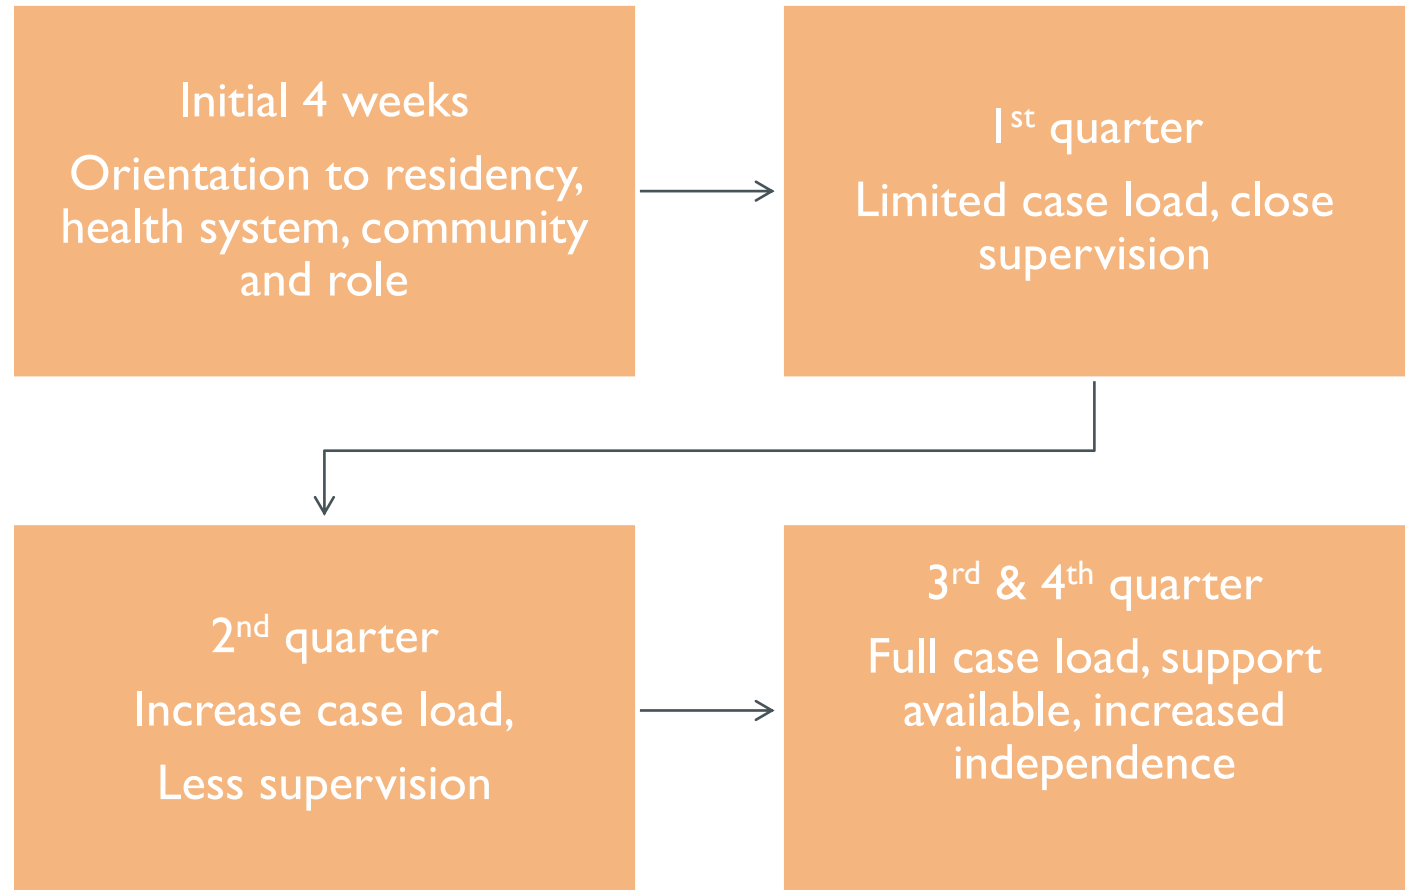 Initial 4 weeks
Orientation to residency,
health system, community
and role
1st quarter
Limited case load, close
supervision
2nd quarter
Increase case load,
Less supervision
3rd & 4th quarter
Full case load, support
available, increased
independence